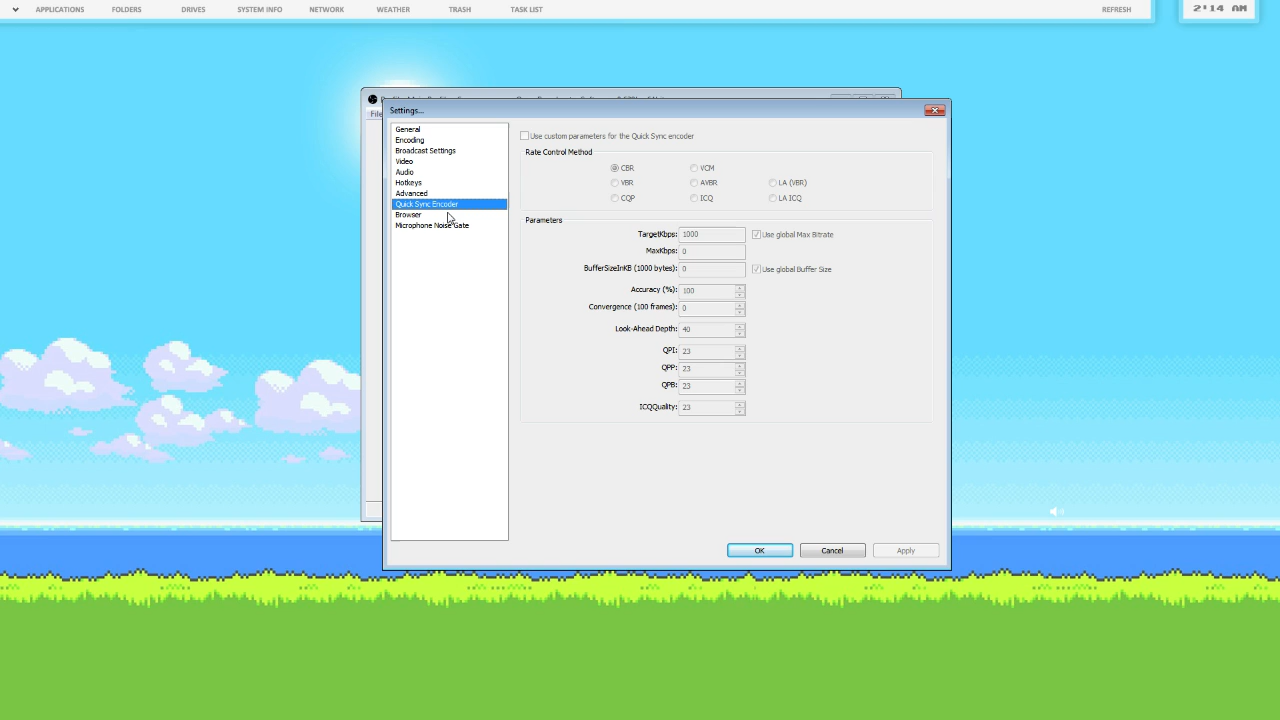 APPLICATIONS FOLDERS DRIVES SYSTEM INFO NETWORK WEATHER TRASH TASK LIST REFRESH 2:14 AM
Settings...
File
General
Encoding
Broadcast Settings
Video
Audio
Hotkeys
Advanced
Quick Sync Encoder
Browser
Microphone Noise Gate
Use custom parameters for the Quick Sync encoder
Rate Control Method
CBR VCM
VBR AVBR LA (VBR)
CQP ICQ LA ICQ
Parameters
TargetKbps: 1000 Use global Max Bitrate
MaxKbps: 0
BufferSizeInKB (1000 bytes): 0 Use global Buffer Size
Accuracy (%): 100
Convergence (100 frames): 0
Look-Ahead Depth: 40
QPI: 23
QPP: 23
QPB: 23
ICQQuality: 23
OK Cancel Apply